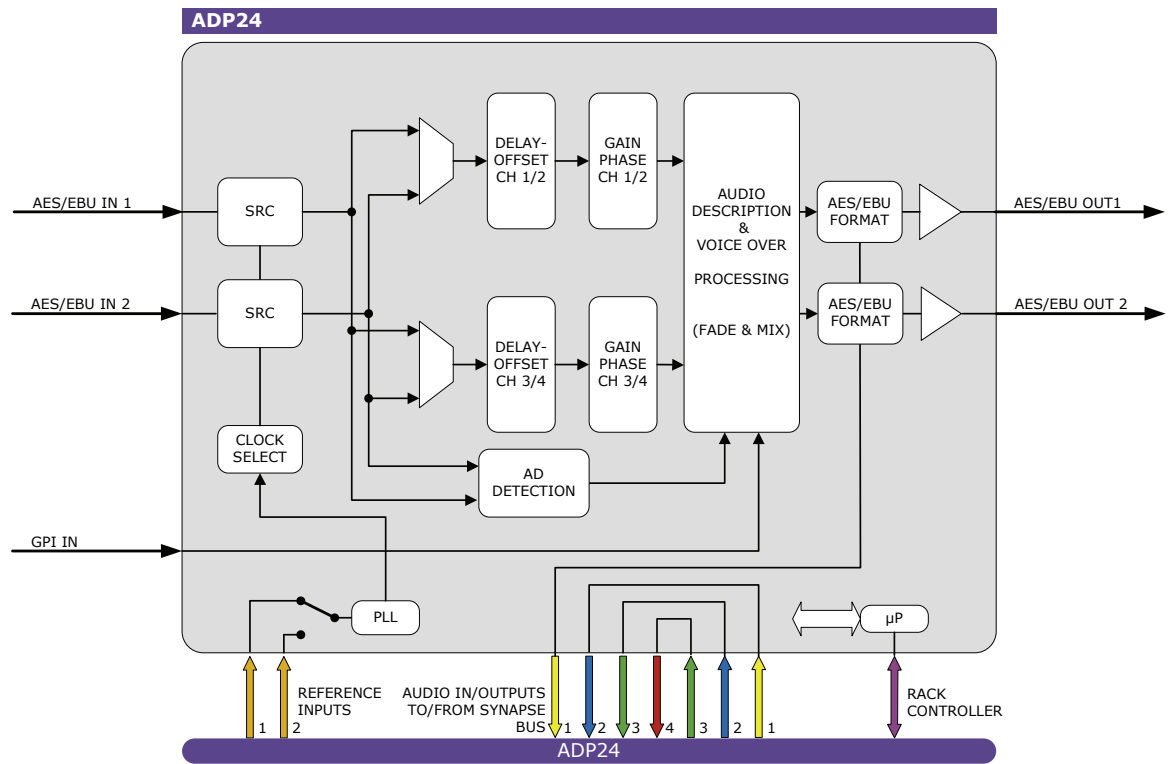 ADP24
AES/EBU IN 1
AES/EBU IN 2
GPI IN
SRC
SRC
CLOCK
SELECT
PLL
DELAY-
OFFSET
CH 1/2
GAIN
PHASE
CH 1/2
DELAY-
OFFSET
CH 3/4
GAIN
PHASE
CH 3/4
AD
DETECTION
AUDIO
DESCRIPTION
&
VOICE OVER
PROCESSING
(FADE & MIX)
AES/EBU
FORMAT
AES/EBU
FORMAT
AES/EBU OUT1
AES/EBU OUT 2
µP
REFERENCE
INPUTS
1
2
AUDIO IN/OUTPUTS
TO/FROM SYNAPSE
BUS
1
2
3
4
3
2
1
RACK
CONTROLLER
ADP24